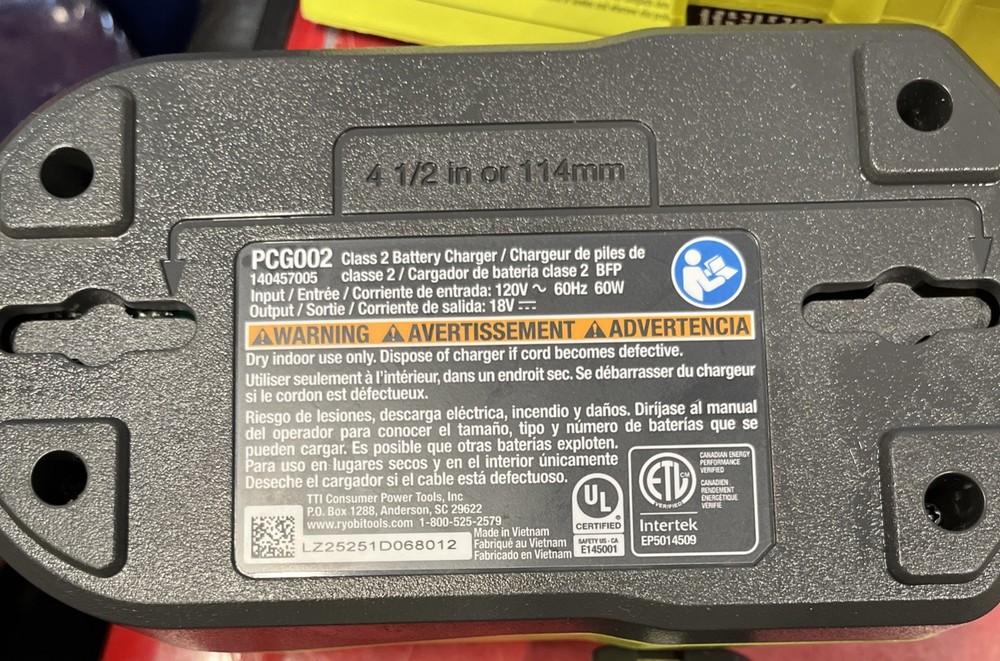 4 1/2 in or 114mm
PCG002 Class 2 Battery Charger / Chargeur de piles de
140457005 classe 2 / Cargador de batería clase 2 BFP
Input / Entrée / Corriente de entrada: 120V ~ 60Hz 60W
Output / Sortie / Corriente de salida: 18V ⎓
WARNING AVERTISSEMENT ADVERTENCIA
Dry indoor use only. Dispose of charger if cord becomes defective.
Utiliser seulement à l'intérieur, dans un endroit sec. Se débarrasser du chargeur
si le cordon est défectueux.
Riesgo de lesiones, descarga eléctrica, incendio y daños. Diríjase al manual
del operador para conocer el tamaño, tipo y número de baterías que se
pueden cargar. Es posible que otras baterías exploten.
Para uso en lugares secos y en el interior únicamente
Deseche el cargador si el cable está defectuoso.
TTI Consumer Power Tools, Inc
P.O. Box 1288, Anderson, SC 29622
www.ryobitools.com 1-800-525-2579
LZ25251D068012
Made in Vietnam
Fabriqué au Vietnam
Fabricado en Vietnam
UL
®
CERTIFIED
SAFETY US - CA
E145001
ETL CM
VERIFIED
CANADIAN ENERGY
PERFORMANCE
VERIFIED
CANADIEN
RENDEMENT
ENERGÉTIQUE
VERIFIÉ
Intertek
EP5014509